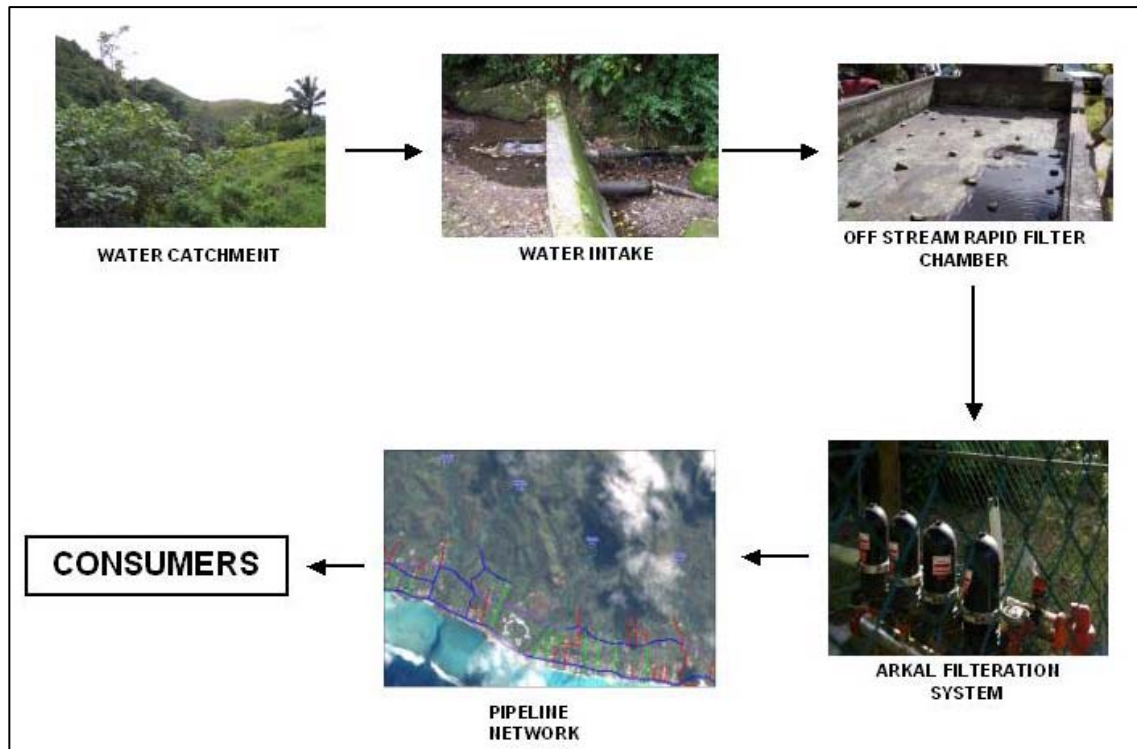 WATER CATCHMENT
WATER INTAKE
OFF STREAM RAPID FILTER
CHAMBER
ARKAL FILTERATION
SYSTEM
PIPELINE
NETWORK
CONSUMERS